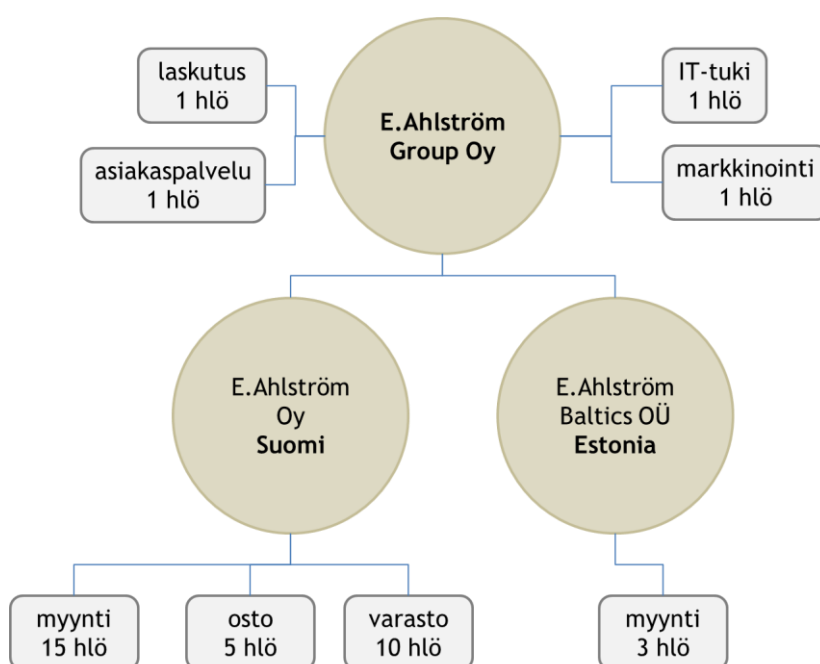 laskutus
1 hlö
IT-tuki
1 hlö
E.Ahlström
Group Oy
asiakaspalvelu
1 hlö
markkinointi
1 hlö
E.Ahlström
Oy
Suomi
E.Ahlström
Baltics OÜ
Estonia
myynti
15 hlö
osto
5 hlö
varasto
10 hlö
myynti
3 hlö